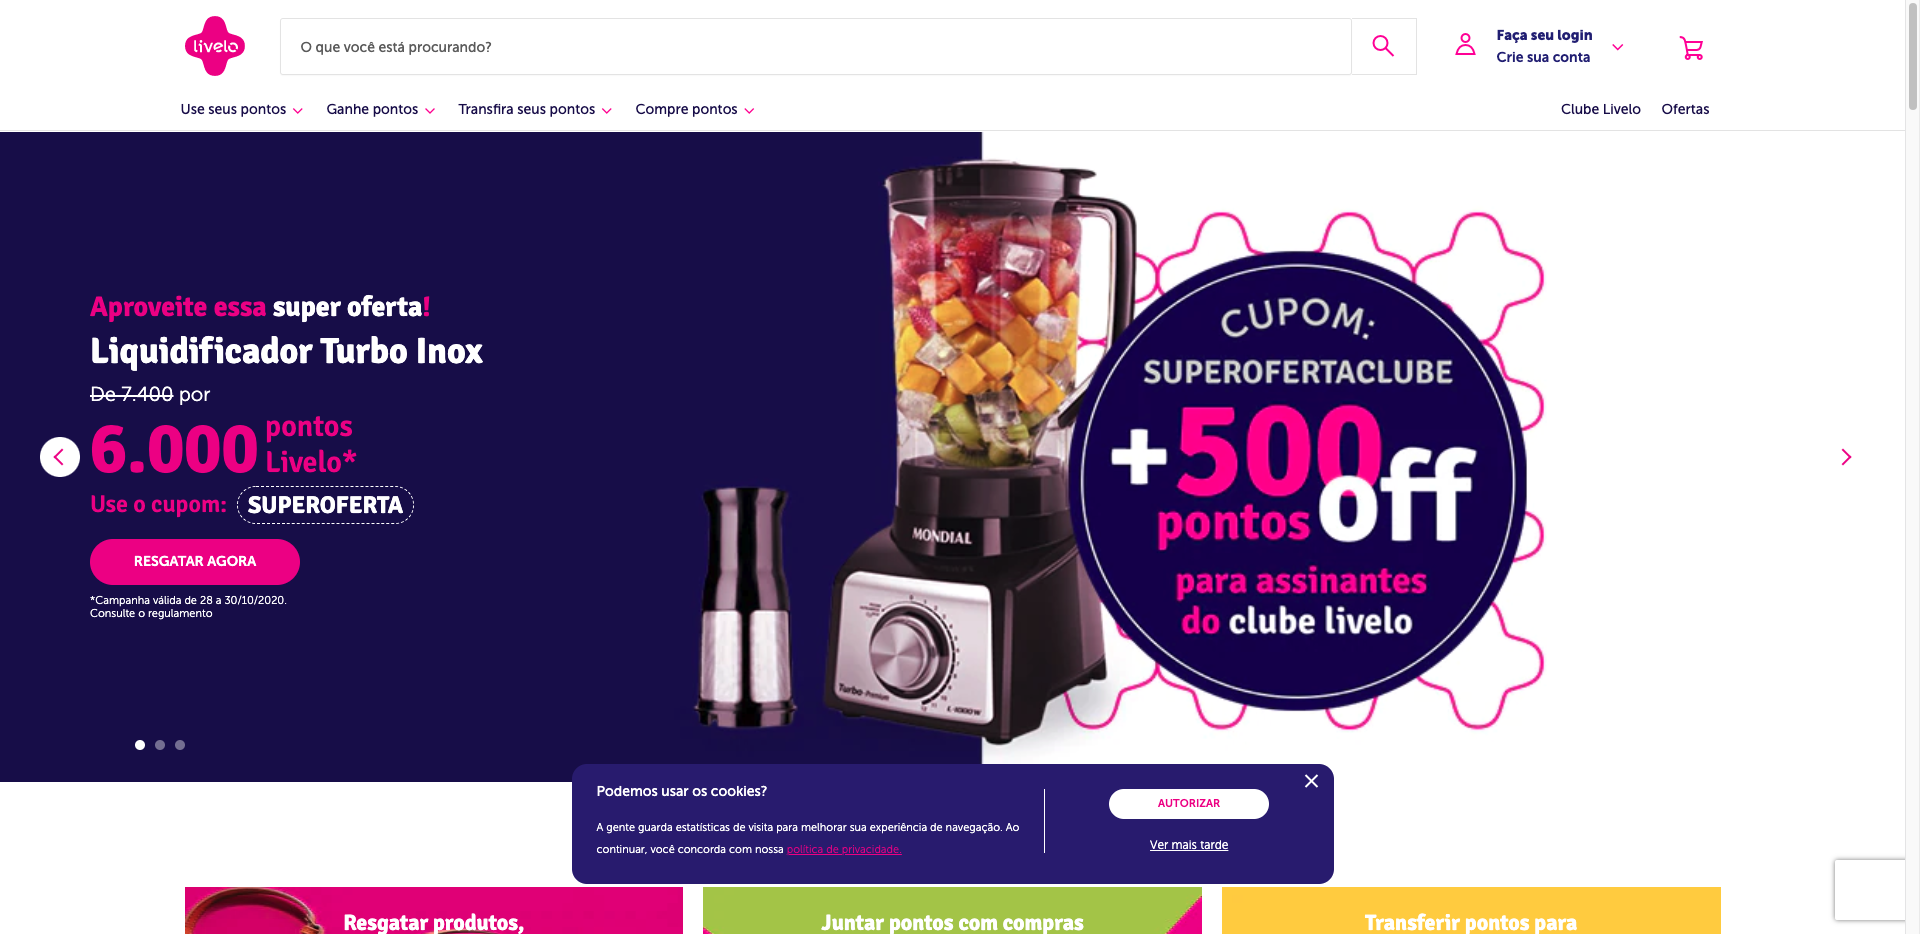 livelo
O que você está procurando?
Faça seu login
Crie sua conta
Use seus pontos
Ganhe pontos
Transfira seus pontos
Compre pontos
Clube Livelo
Ofertas
Aproveite essa super oferta!
Liquidificador Turbo Inox
De 7.400 por
6.000 pontos
Livelo*
Use o cupom: SUPEROFERTA
RESGATAR AGORA
*Campanha válida de 28 a 30/10/2020.
Consulte o regulamento
MONDIAL
Turbo-Premium
L-1000 W
CUPOM:
SUPEROFERTACLUBE
+500
pontos off
para assinantes
do clube livelo
Podemos usar os cookies?
A gente guarda estatísticas de visita para melhorar sua experiência de navegação. Ao
continuar, você concorda com nossa política de privacidade.
AUTORIZAR
Ver mais tarde
Resgatar produtos,
Juntar pontos com compras
Transferir pontos para